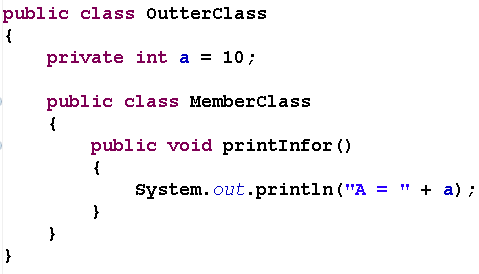 public class OutterClass
{
    private int a = 10;
    public class MemberClass
    {
        public void printInfor()
        {
            System.out.println("A = " + a);
        }
    }
}